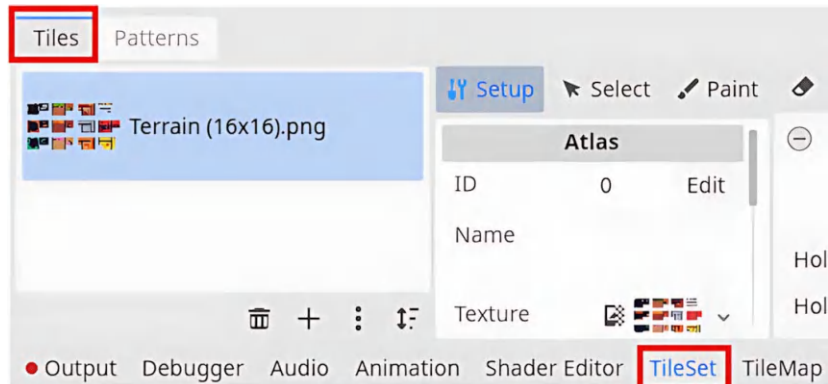 Tiles Patterns
Setup Select Paint
Terrain (16x16).png
Atlas
ID 0 Edit
Name
Hol
Texture
Hol
Output Debugger Audio Animation Shader Editor TileSet TileMap